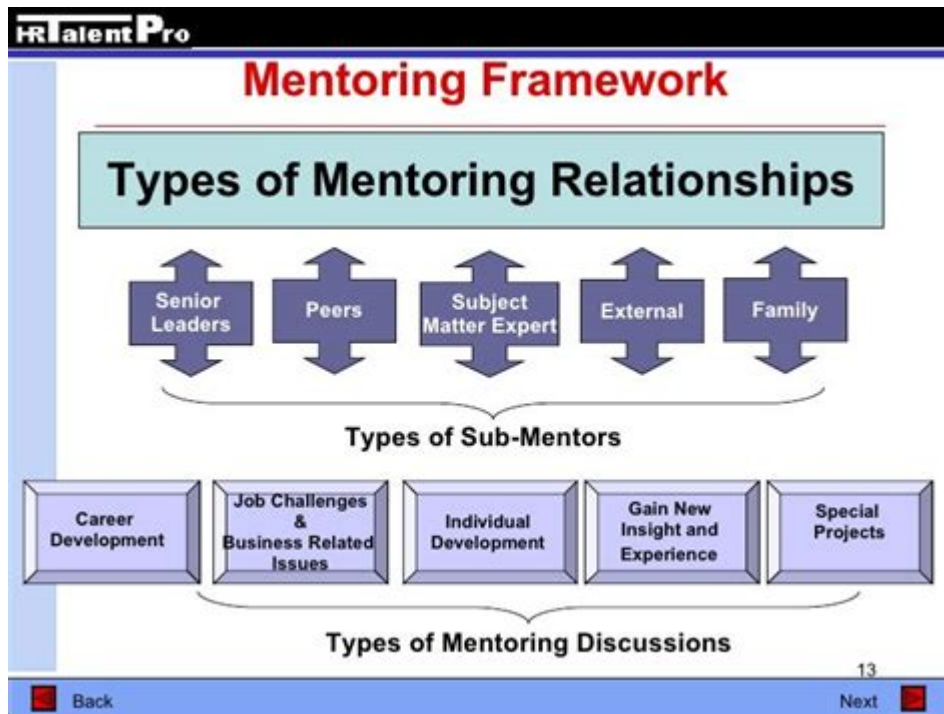 HRTalentPro
Mentoring Framework
Types of Mentoring Relationships
Senior
Leaders
Peers
Subject
Matter Expert
External
Family
Types of Sub-Mentors
Career
Development
Job Challenges
&
Business Related
Issues
Individual
Development
Gain New
Insight and
Experience
Special
Projects
Types of Mentoring Discussions
13
Back
Next